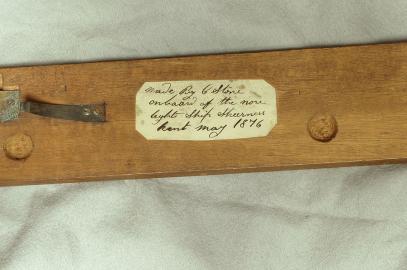 made By C Stone
onboard of the nore
light Ship Sheerness
kent may 1876